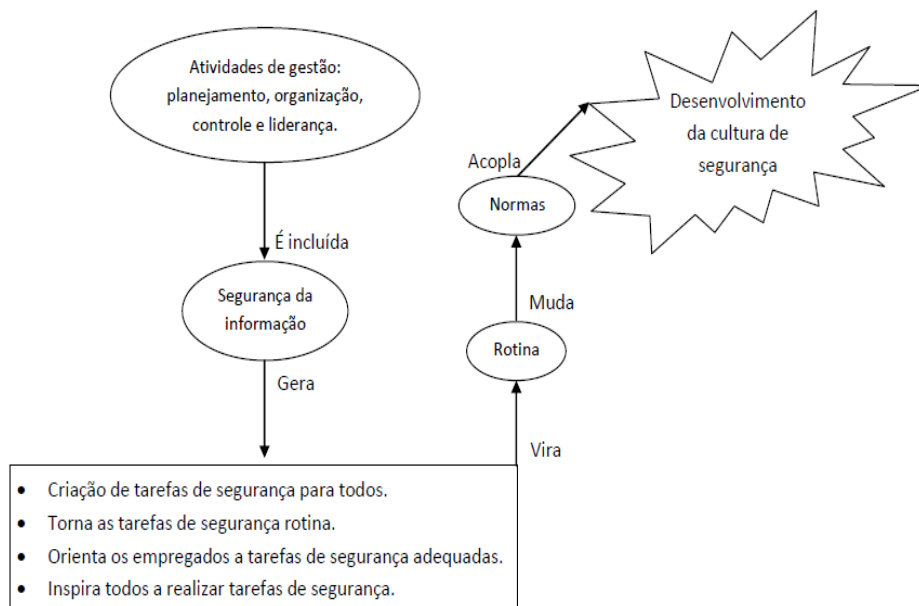 Atividades de gestão:
planejamento, organização,
controle e liderança.
É incluída
Segurança da
informação
Gera
• Criação de tarefas de segurança para todos.
• Torna as tarefas de segurança rotina.
• Orienta os empregados a tarefas de segurança adequadas.
• Inspira todos a realizar tarefas de segurança.
Vira
Rotina
Muda
Normas
Acopla
Desenvolvimento
da cultura de
segurança